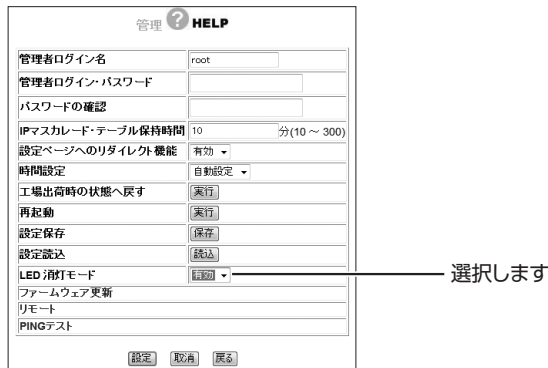 管理 ? HELP
管理者ログイン名 root
管理者ログイン・パスワード
パスワードの確認
IPマスカレード・テーブル保持時間 10 分(10 ～ 300)
設定ページへのリダイレクト機能 有効
時間設定 自動設定
工場出荷時の状態へ戻す 実行
再起動 実行
設定保存 保存
設定読込 読込
LED 消灯モード
選択します
ファームウェア更新
リモート
PINGテスト
設定 取消 戻る